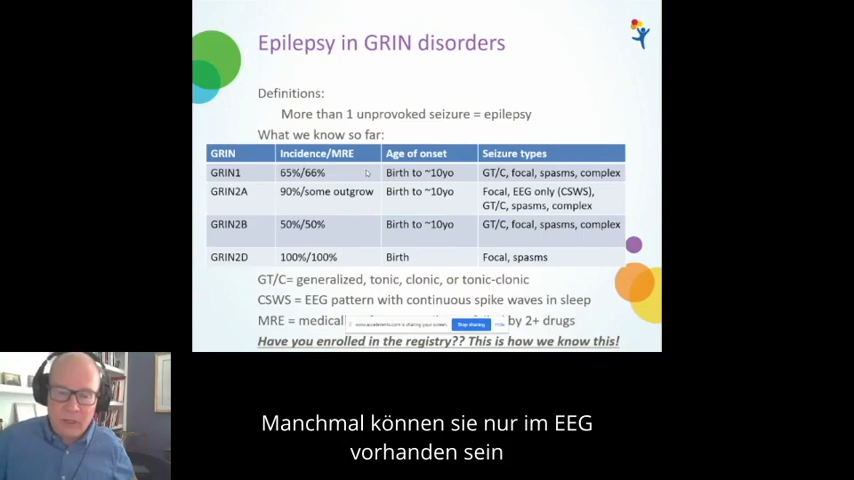 Epilepsy in GRIN disorders
Definitions:
More than 1 unprovoked seizure = epilepsy
What we know so far:
GRIN Incidence/MRE Age of onset Seizure types
GRIN1 65%/66% Birth to ~10yo GT/C, focal, spasms, complex
GRIN2A 90%/some outgrow Birth to ~10yo Focal, EEG only (CSWS),
GT/C, spasms, complex
GRIN2B 50%/50% Birth to ~10yo GT/C, focal, spasms, complex
GRIN2D 100%/100% Birth Focal, spasms
GT/C= generalized, tonic, clonic, or tonic-clonic
CSWS = EEG pattern with continuous spike waves in sleep
MRE = by 2+ drugs
is sharing your screen. Stop sharing Hide
Have you enrolled in the registry?? This is how we know this!
Manchmal können sie nur im EEG
vorhanden sein